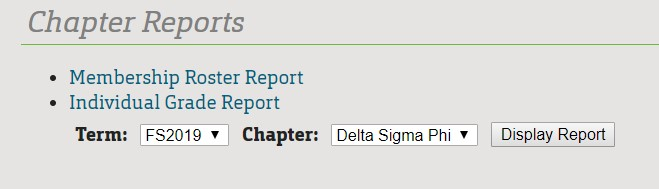 Chapter Reports
Membership Roster Report
Individual Grade Report
Term: FS2019 Chapter: Delta Sigma Phi Display Report